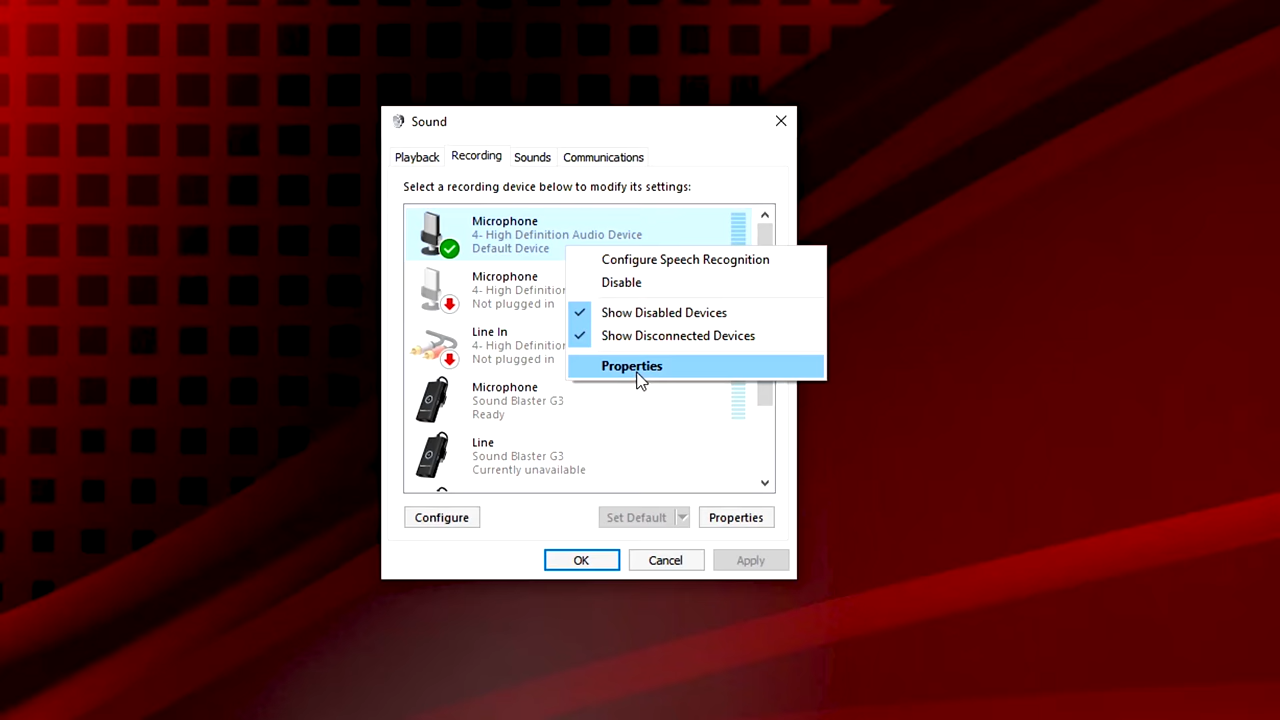 Sound
Playback
Recording
Sounds
Communications
Select a recording device below to modify its settings:
Microphone
4- High Definition Audio Device
Default Device
Configure Speech Recognition
Disable
Show Disabled Devices
Show Disconnected Devices
Properties
Microphone
4- High
Not plugged in
Line In
4- High
Not plugged in
Microphone
Sound Blaster G3
Ready
Line
Sound Blaster G3
Currently unavailable
Configure
Set Default
Properties
OK
Cancel
Apply